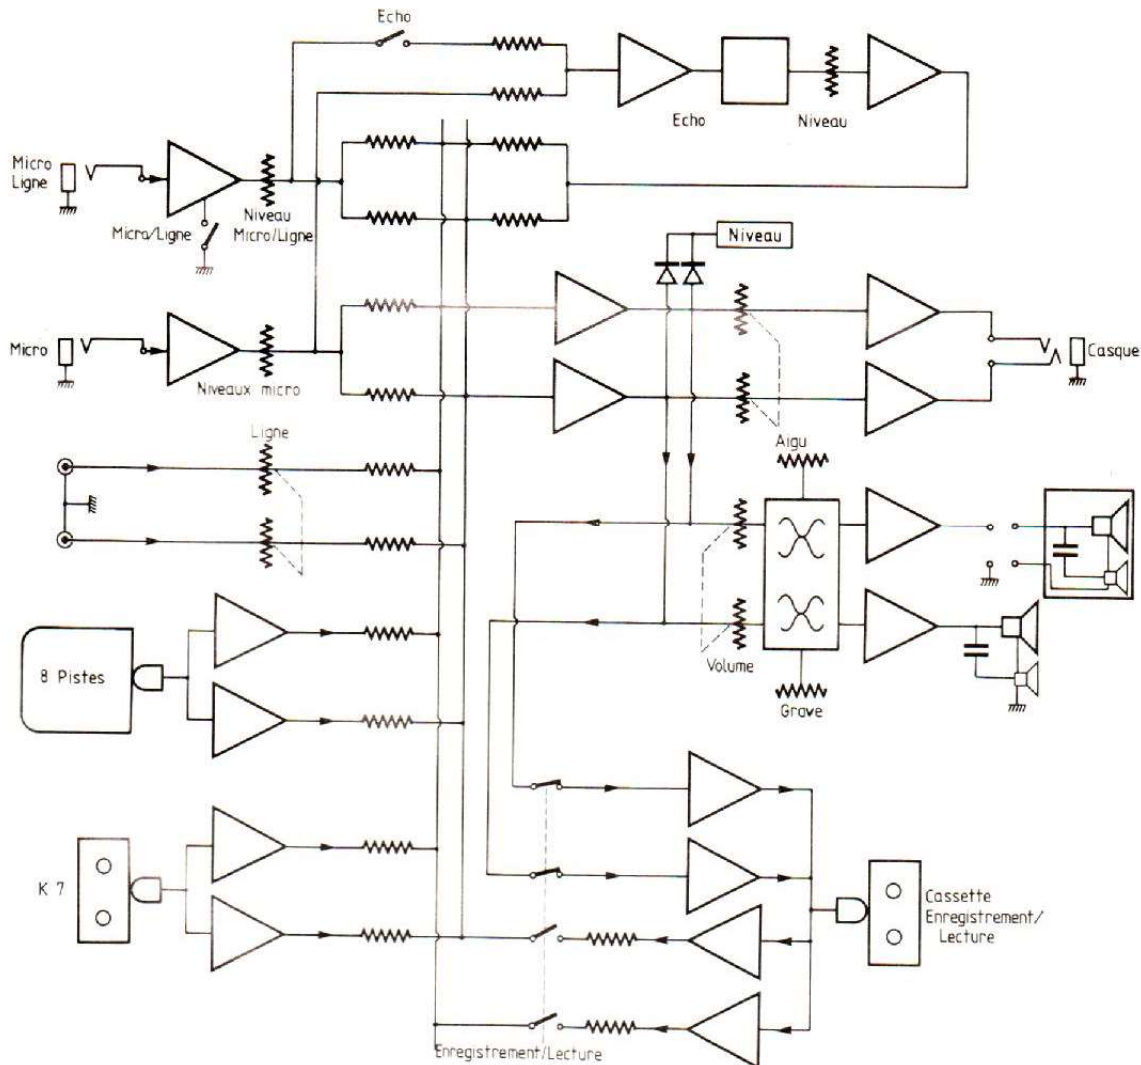 Echo
Echo
Niveau
Micro
Ligne
Niveau
Micro/Ligne
Micro/Ligne
Niveau
Micro
Niveaux micro
Casque
Ligne
Aigu
8 Pistes
Volume
Grave
K 7
Cassette
Enregistrement/
Lecture
Enregistrement/Lecture